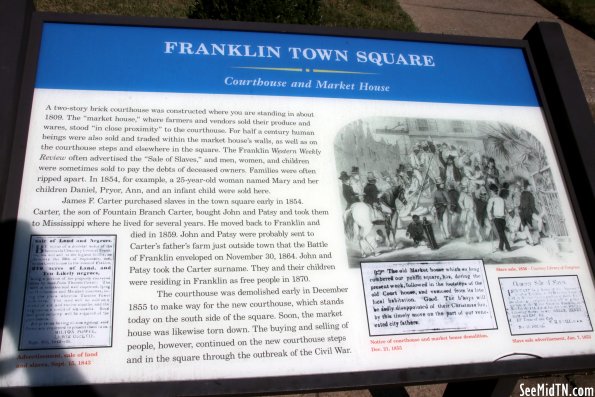 FRANKLIN TOWN SQUARE
Courthouse and Market House
A two-story brick courthouse was constructed where you are standing in about
1809. The “market house,” where farmers and vendors sold their produce and
wares, stood “in close proximity” to the courthouse. For half a century human
beings were also sold and traded within the market house's walls, as well as on
the courthouse steps and elsewhere in the square. The Franklin Western Weekly
Review often advertised the “Sale of Slaves,” and men, women, and children
were sometimes sold to pay the debts of deceased owners. Families were often
ripped apart. In 1854, for example, a 25-year-old woman named Mary and her
children Daniel, Pryor, Ann, and an infant child were sold here.
James F. Carter purchased slaves in the town square early in 1854.
Carter, the son of Fountain Branch Carter, bought John and Patsy and took them
to Mississippi where he lived for several years. He moved back to Franklin and
died in 1859. John and Patsy were probably sent to
Carter's father's farm just outside town that the Battle
of Franklin enveloped on November 30, 1864. John and
Patsy took the Carter surname. They and their children
were residing in Franklin as free people in 1870.
The courthouse was demolished early in December
1855 to make way for the new courthouse, which stands
today on the south side of the square. Soon, the market
house was likewise torn down. The buying and selling of
people, however, continued on the new courthouse steps
and in the square through the outbreak of the Civil War.
Sale of Land and Negroes.
Advertisement, sale of land
and slaves, Sept. 15, 1843
Slave sale, 1856 – Courtesy Library of Congress
The old Market house which so long
cumbered our public square, has, during the
present week, followed in the footsteps of the
old Court house, and vanished from its
local habitation.
be sadly disappointed of their Christmas
by this timely move on the part of our
city fathers.
Notice of courthouse and market house demolition,
Dec. 21, 1855
Slave sale advertisement, Jan. 7, 1853
SeeMidTN.com